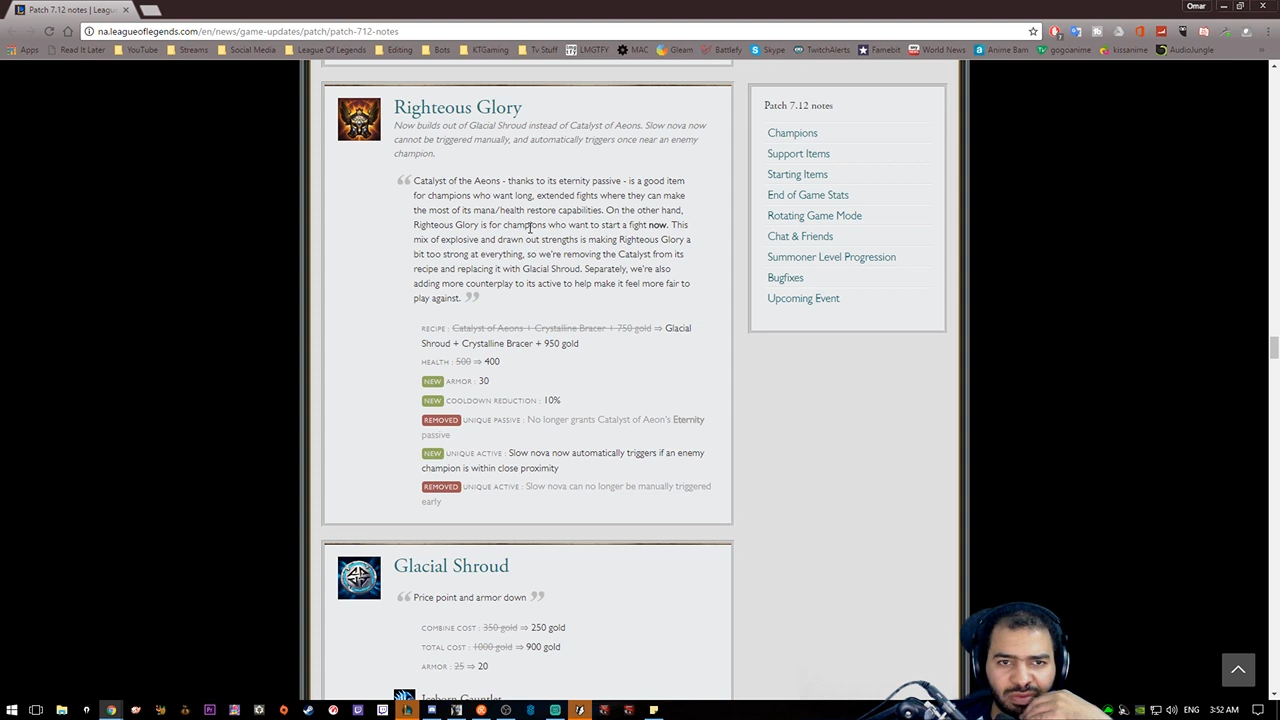 Patch 7.12 notes | Leagu
Omar
na.leagueoflegends.com/en/news/game-updates/patch/patch-712-notes
Apps Read It Later YouTube Streams Social Media League Of Legends Editing Bots KTGaming Tv Stuff LMGTFY MAC Gleam Battlefy Skype TwitchAlerts Famebit World News Anime Bam gogoanime kissanime AudioJungle
Righteous Glory
Now builds out of Glacial Shroud instead of Catalyst of Aeons. Slow nova now
cannot be triggered manually, and automatically triggers once near an enemy
champion.
Catalyst of the Aeons - thanks to its eternity passive - is a good item
for champions who want long, extended fights where they can make
the most of its mana/health restore capabilities. On the other hand,
Righteous Glory is for champions who want to start a fight now. This
mix of explosive and drawn out strengths is making Righteous Glory a
bit too strong at everything, so we're removing the Catalyst from its
recipe and replacing it with Glacial Shroud. Separately, we're also
adding more counterplay to its active to help make it feel more fair to
play against.
RECIPE : Catalyst of Aeons + Crystalline Bracer + 750 gold ⇒ Glacial
Shroud + Crystalline Bracer + 950 gold
HEALTH : 500 ⇒ 400
NEW ARMOR : 30
NEW COOLDOWN REDUCTION : 10%
REMOVED UNIQUE PASSIVE : No longer grants Catalyst of Aeon's Eternity
passive
NEW UNIQUE ACTIVE : Slow nova now automatically triggers if an enemy
champion is within close proximity
REMOVED UNIQUE ACTIVE : Slow nova can no longer be manually triggered
early
Glacial Shroud
Price point and armor down
COMBINE COST : 350 gold ⇒ 250 gold
TOTAL COST : 1000 gold ⇒ 900 gold
ARMOR : 25 ⇒ 20
Iceborn Gauntlet
Patch 7.12 notes
Champions
Support Items
Starting Items
End of Game Stats
Rotating Game Mode
Chat & Friends
Summoner Level Progression
Bugfixes
Upcoming Event
ENG 3:52 AM